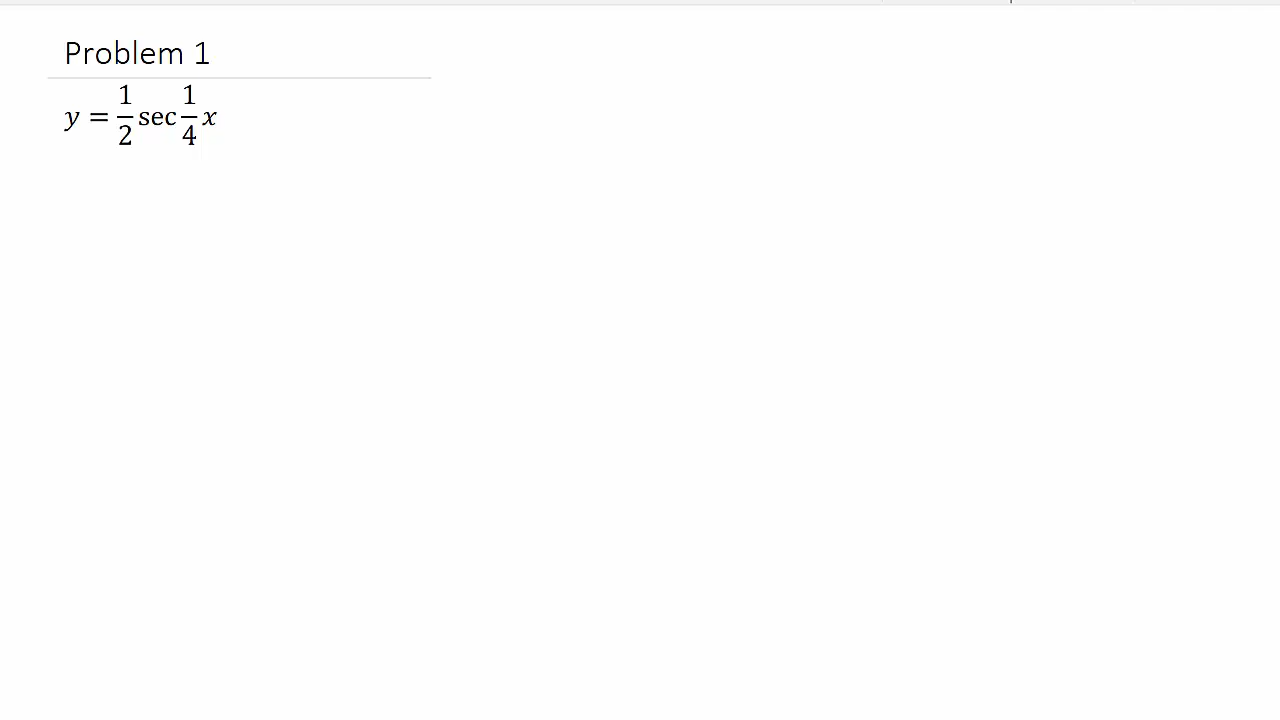 Problem 1
y = 1/2 sec 1/4 x